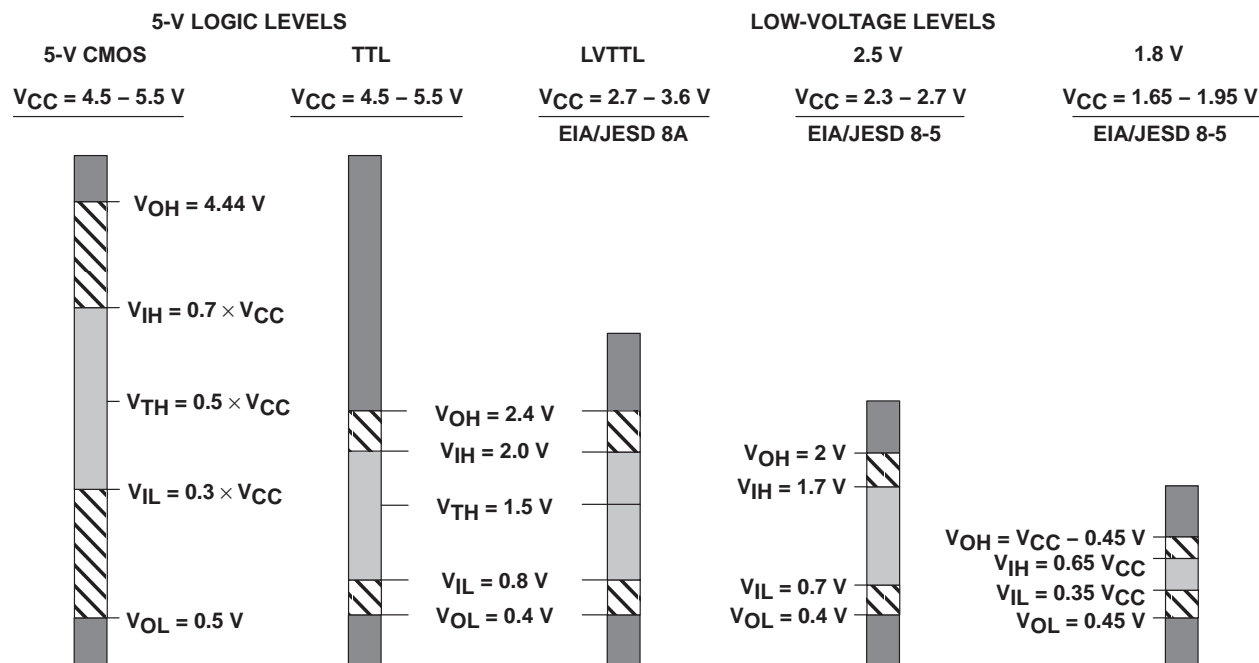 5-V LOGIC LEVELS
LOW-VOLTAGE LEVELS
5-V CMOS
TTL
LVTTL
2.5 V
1.8 V
VCC = 4.5 – 5.5 V
VCC = 4.5 – 5.5 V
VCC = 2.7 – 3.6 V
VCC = 2.3 – 2.7 V
VCC = 1.65 – 1.95 V
EIA/JESD 8A
EIA/JESD 8-5
EIA/JESD 8-5
VOH = 4.44 V
VIH = 0.7 × VCC
VTH = 0.5 × VCC
VIL = 0.3 × VCC
VOL = 0.5 V
VOH = 2.4 V
VIH = 2.0 V
VTH = 1.5 V
VIL = 0.8 V
VOL = 0.4 V
VOH = 2 V
VIH = 1.7 V
VIL = 0.7 V
VOL = 0.4 V
VOH = VCC – 0.45 V
VIH = 0.65 VCC
VIL = 0.35 VCC
VOL = 0.45 V